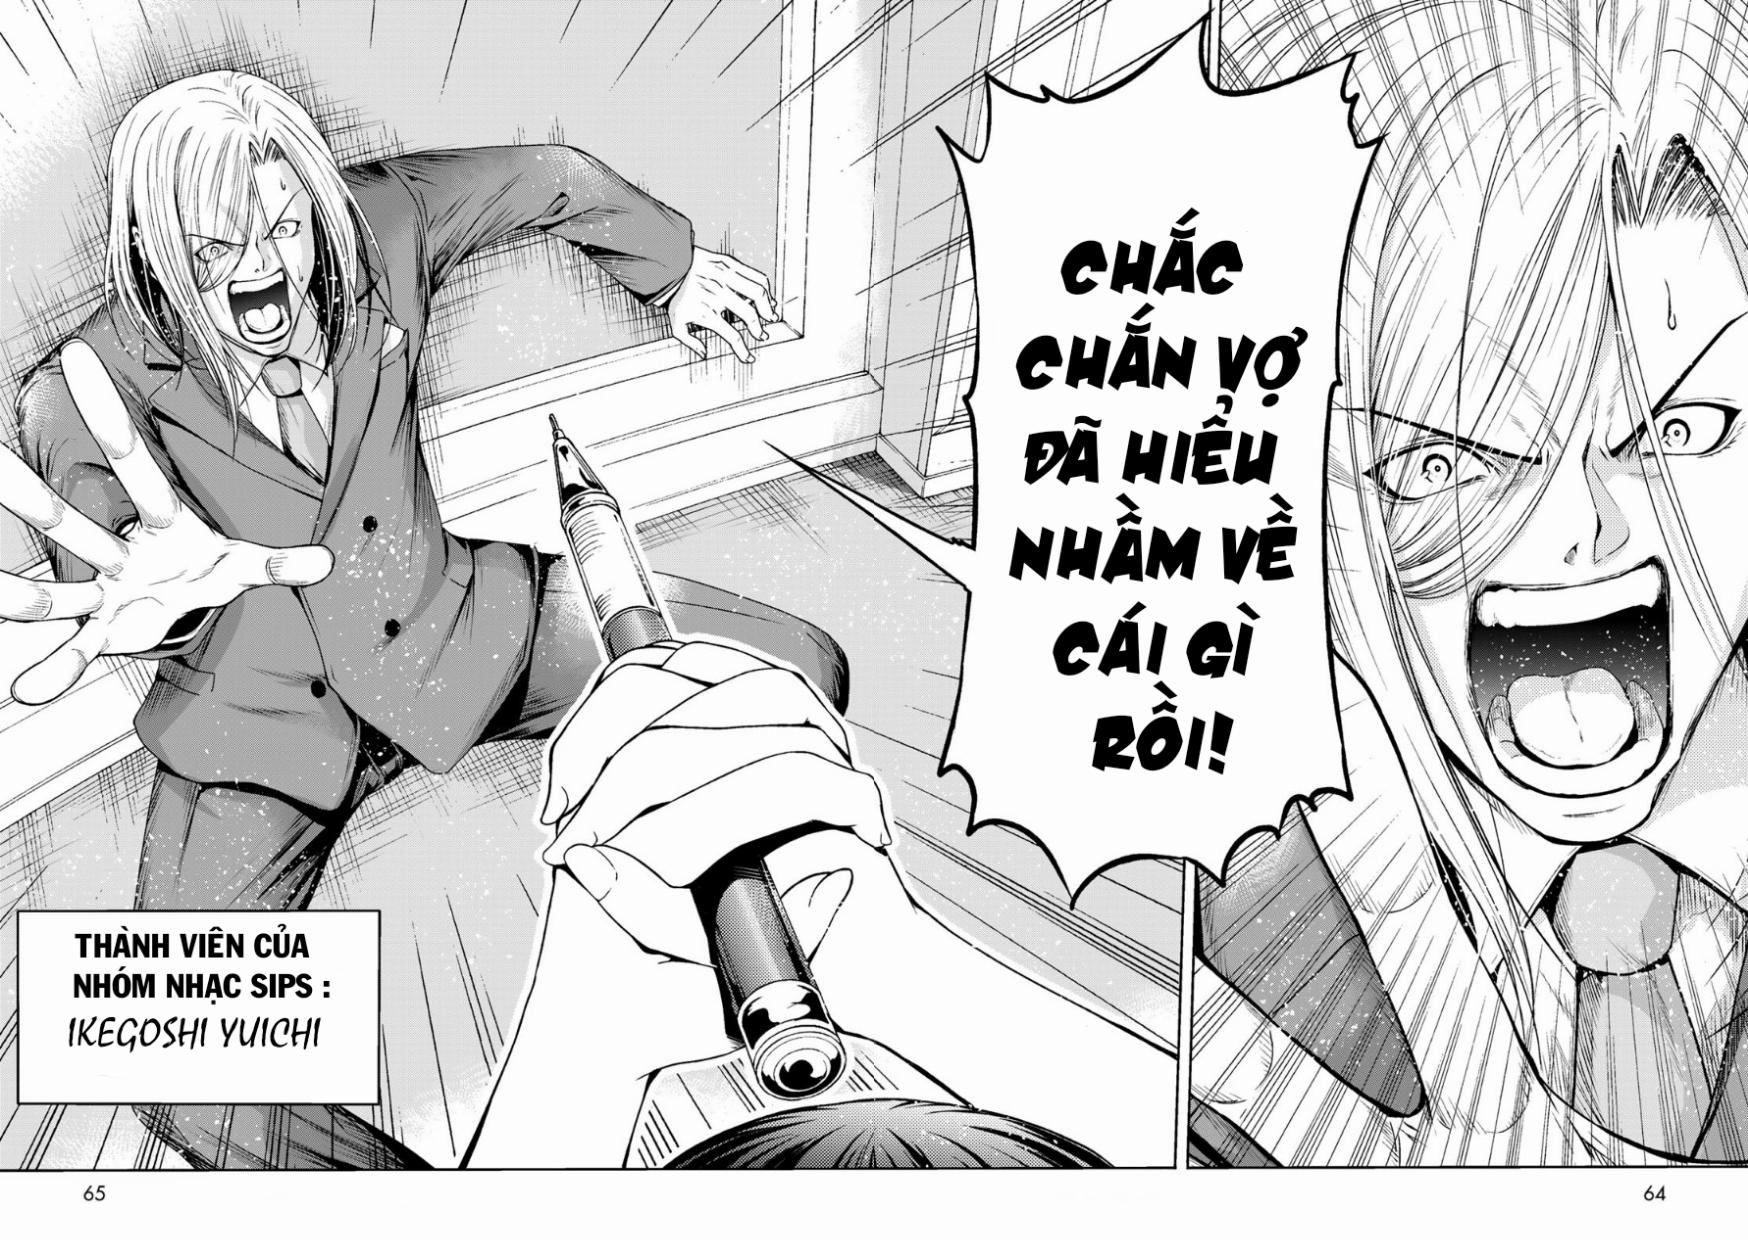 CHẮC
CHẮN VỢ
ĐÃ HIỂU
NHẦM VỀ
CÁI GÌ
RỒI!
THÀNH VIÊN CỦA
NHÓM NHẠC SIPS :
IKEGOSHI YUICHI
65
64